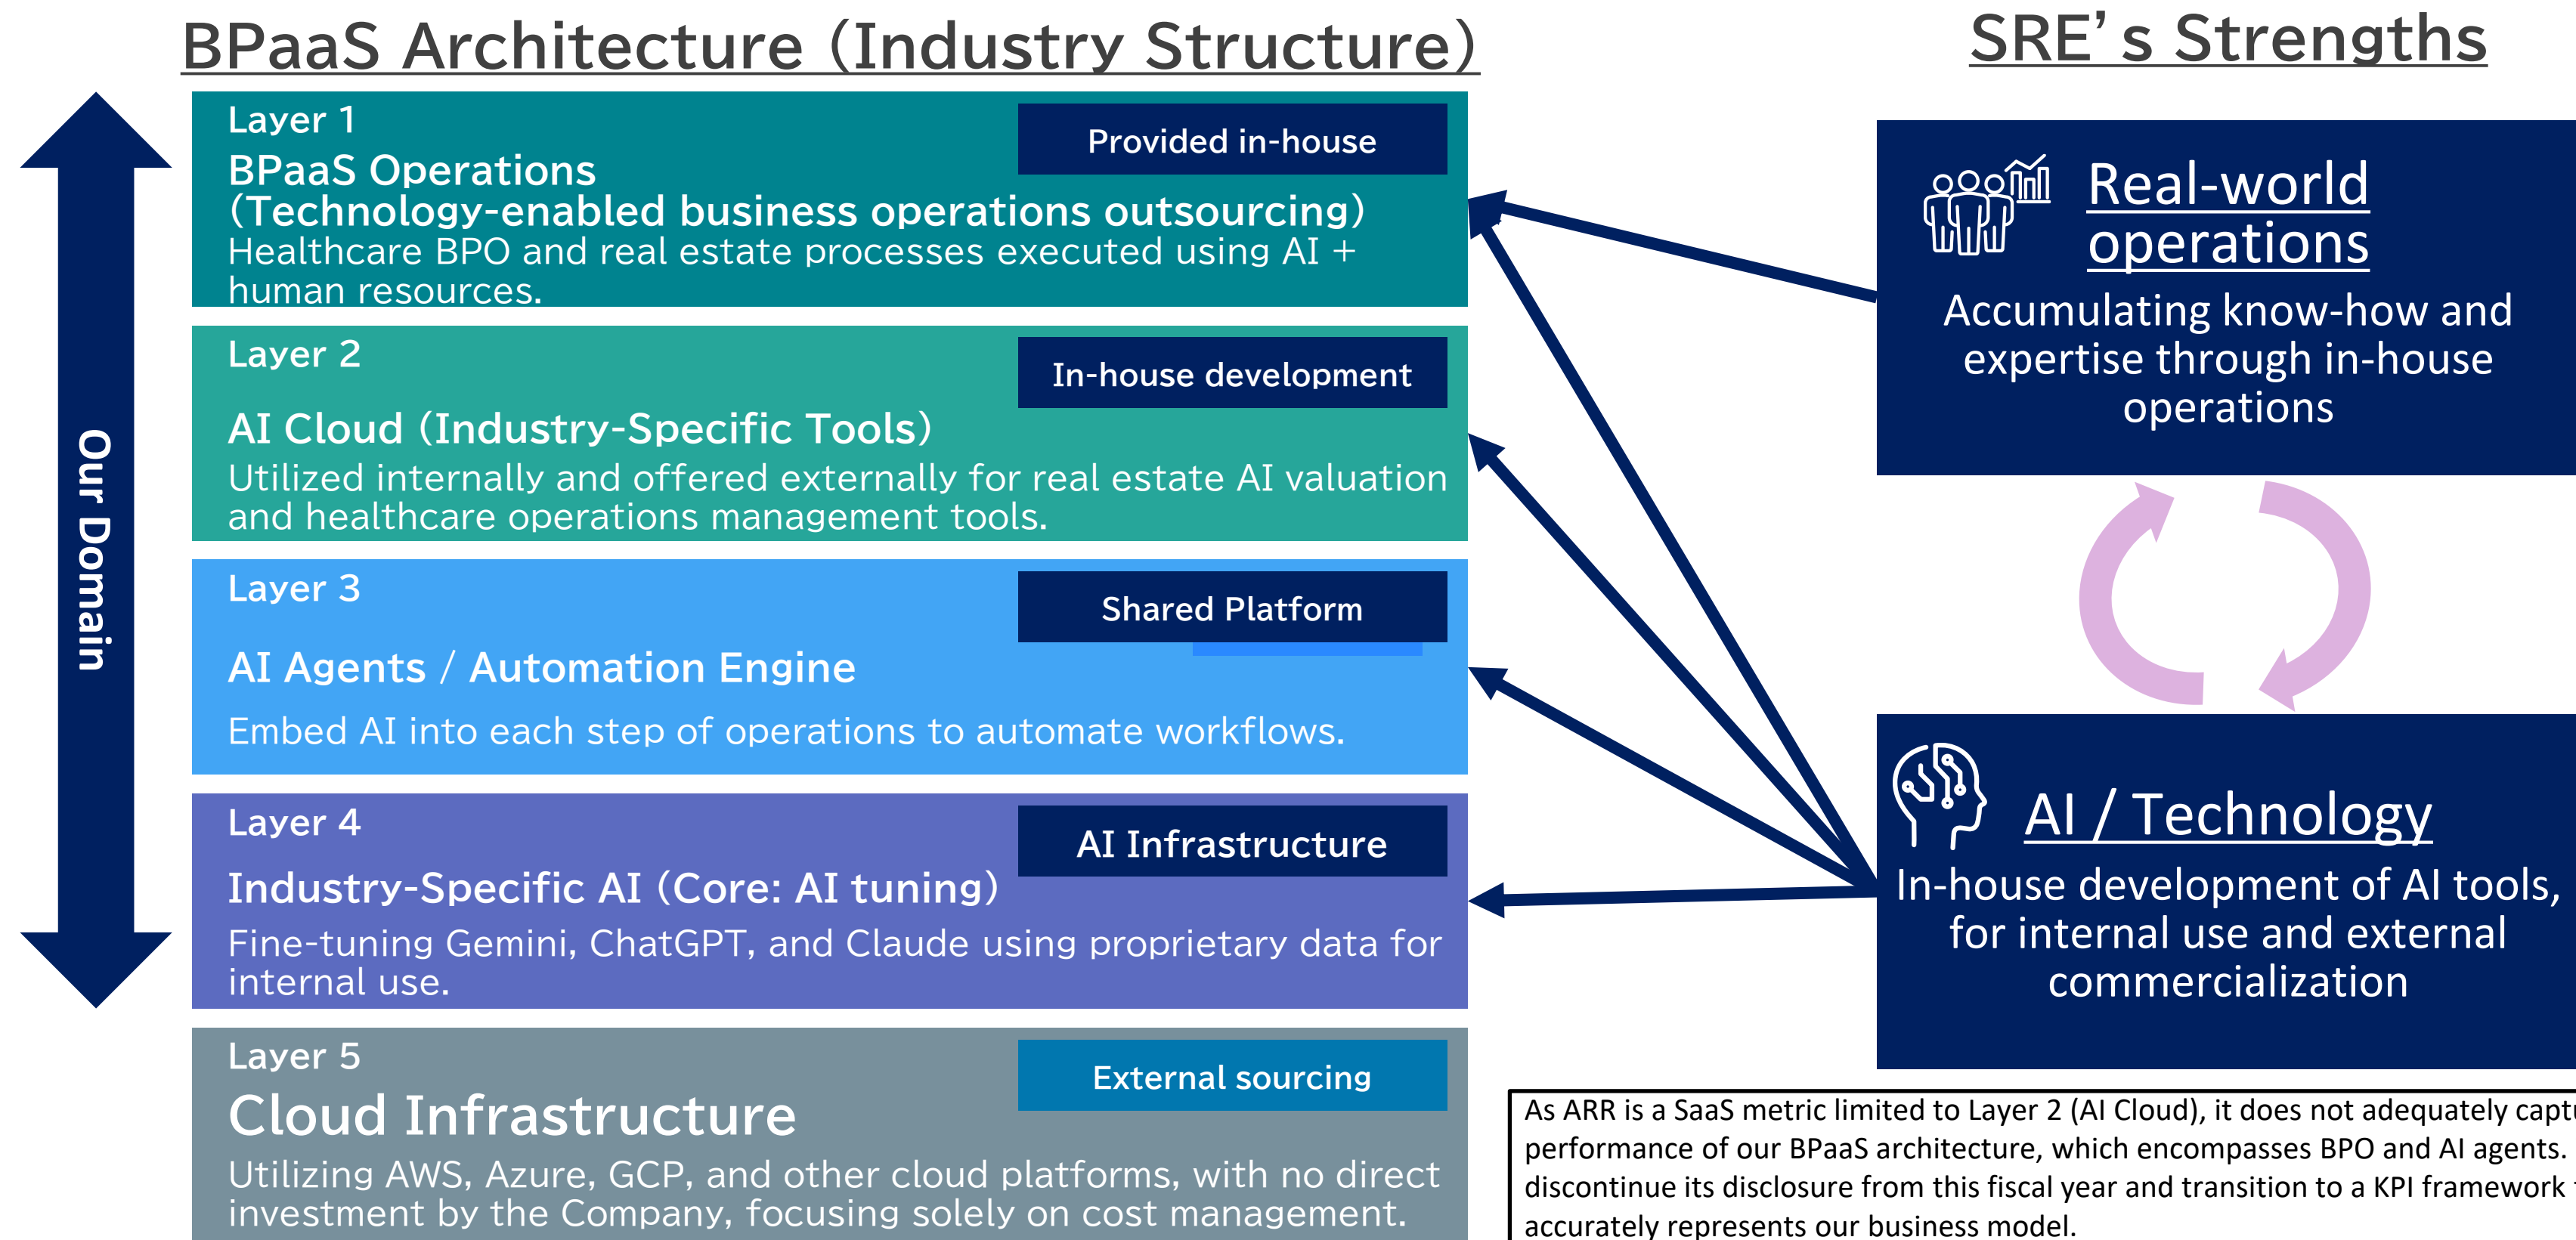 BPaaS Architecture (Industry Structure)
SRE’s Strengths
Our Domain
Layer 1
Provided in-house
BPaaS Operations
(Technology-enabled business operations outsourcing)
Healthcare BPO and real estate processes executed using AI +
human resources.
Layer 2
In-house development
AI Cloud (Industry-Specific Tools)
Utilized internally and offered externally for real estate AI valuation
and healthcare operations management tools.
Layer 3
Shared Platform
AI Agents / Automation Engine
Embed AI into each step of operations to automate workflows.
Layer 4
AI Infrastructure
Industry-Specific AI (Core: AI tuning)
Fine-tuning Gemini, ChatGPT, and Claude using proprietary data for
internal use.
Layer 5
External sourcing
Cloud Infrastructure
Utilizing AWS, Azure, GCP, and other cloud platforms, with no direct
investment by the Company, focusing solely on cost management.
Real-world
operations
Accumulating know-how and
expertise through in-house
operations
AI / Technology
In-house development of AI tools,
for internal use and external
commercialization
As ARR is a SaaS metric limited to Layer 2 (AI Cloud), it does not adequately
performance of our BPaaS architecture, which encompasses BPO and AI agents.
discontinue its disclosure from this fiscal year and transition to a KPI framework
accurately represents our business model.